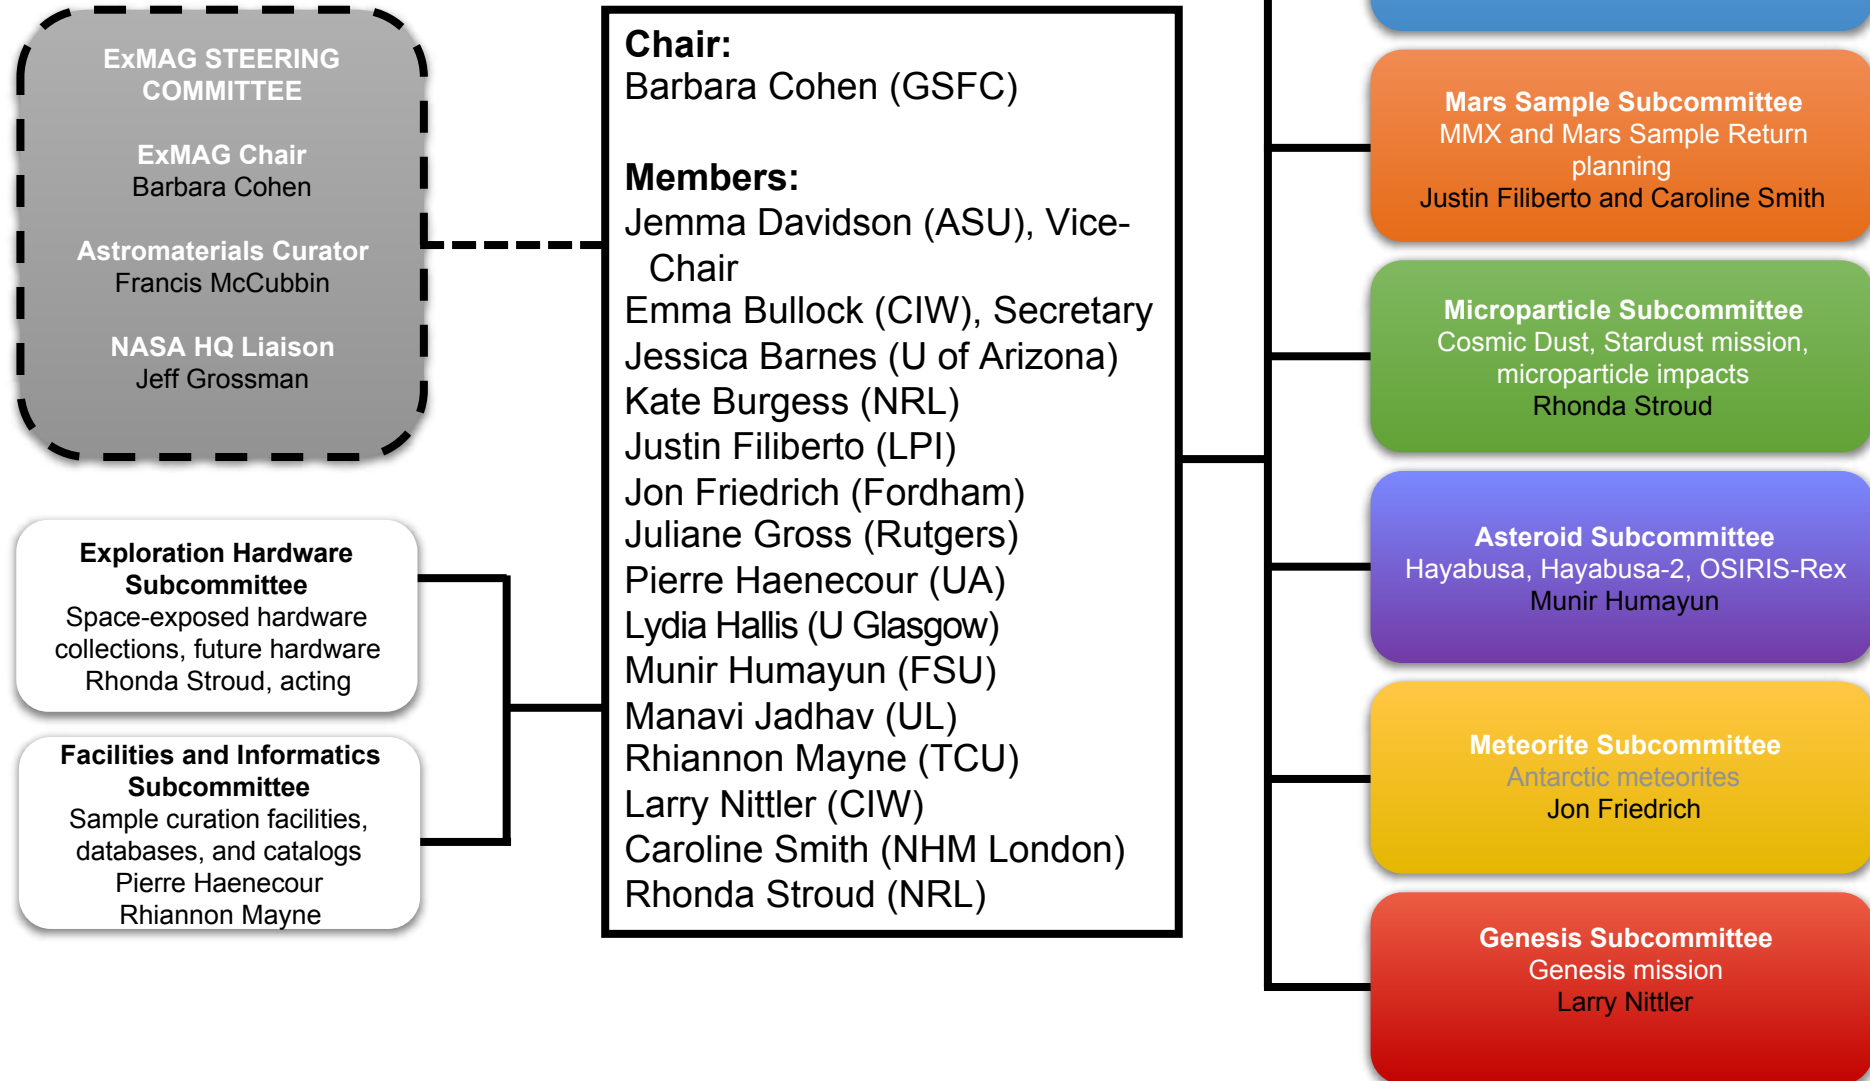 ExMAG STEERING
COMMITTEE
ExMAG Chair
Barbara Cohen
Astromaterials Curator
Francis McCubbin
NASA HQ Liaison
Jeff Grossman
Exploration Hardware
Subcommittee
Space-exposed hardware
collections, future hardware
Rhonda Stroud, acting
Facilities and Informatics
Subcommittee
Sample curation facilities,
databases, and catalogs
Pierre Haenecour
Rhiannon Mayne
Chair:
Barbara Cohen (GSFC)
Members:
Jemma Davidson (ASU), Vice-
Chair
Emma Bullock (CIW), Secretary
Jessica Barnes (U of Arizona)
Kate Burgess (NRL)
Justin Filiberto (LPI)
Jon Friedrich (Fordham)
Juliane Gross (Rutgers)
Pierre Haenecour (UA)
Lydia Hallis (U Glasgow)
Munir Humayun (FSU)
Manavi Jadhav (UL)
Rhiannon Mayne (TCU)
Larry Nittler (CIW)
Caroline Smith (NHM London)
Rhonda Stroud (NRL)
Mars Sample Subcommittee
MMX and Mars Sample Return
planning
Justin Filiberto and Caroline Smith
Microparticle Subcommittee
Cosmic Dust, Stardust mission,
microparticle impacts
Rhonda Stroud
Asteroid Subcommittee
Hayabusa, Hayabusa-2, OSIRIS-Rex
Munir Humayun
Meteorite Subcommittee
Antarctic meteorites
Jon Friedrich
Genesis Subcommittee
Genesis mission
Larry Nittler